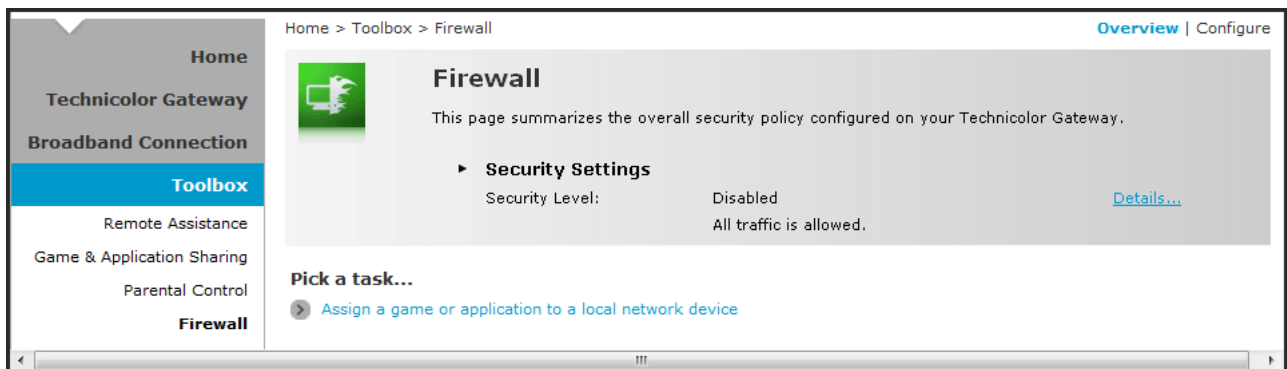 Home > Toolbox > Firewall
Overview | Configure
Home
Technicolor Gateway
Broadband Connection
Toolbox
Remote Assistance
Game & Application Sharing
Parental Control
Firewall
Firewall
This page summarizes the overall security policy configured on your Technicolor Gateway.
Security Settings
Security Level: Disabled Details...
All traffic is allowed.
Pick a task...
Assign a game or application to a local network device